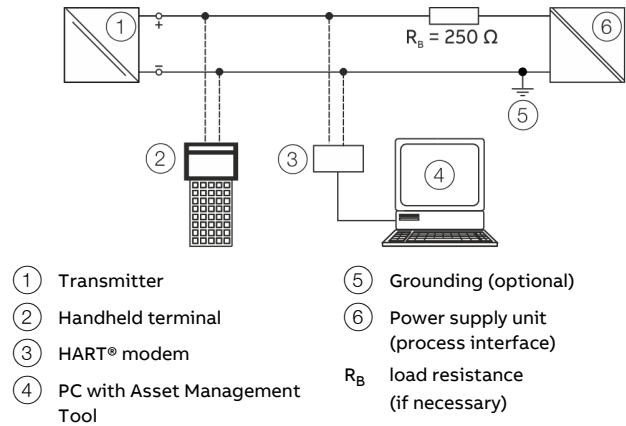 1
+
−
R_B = 250 Ω
6
5
2
3
4
1 Transmitter
2 Handheld terminal
3 HART® modem
4 PC with Asset Management
Tool
5 Grounding (optional)
6 Power supply unit
(process interface)
R_B load resistance
(if necessary)